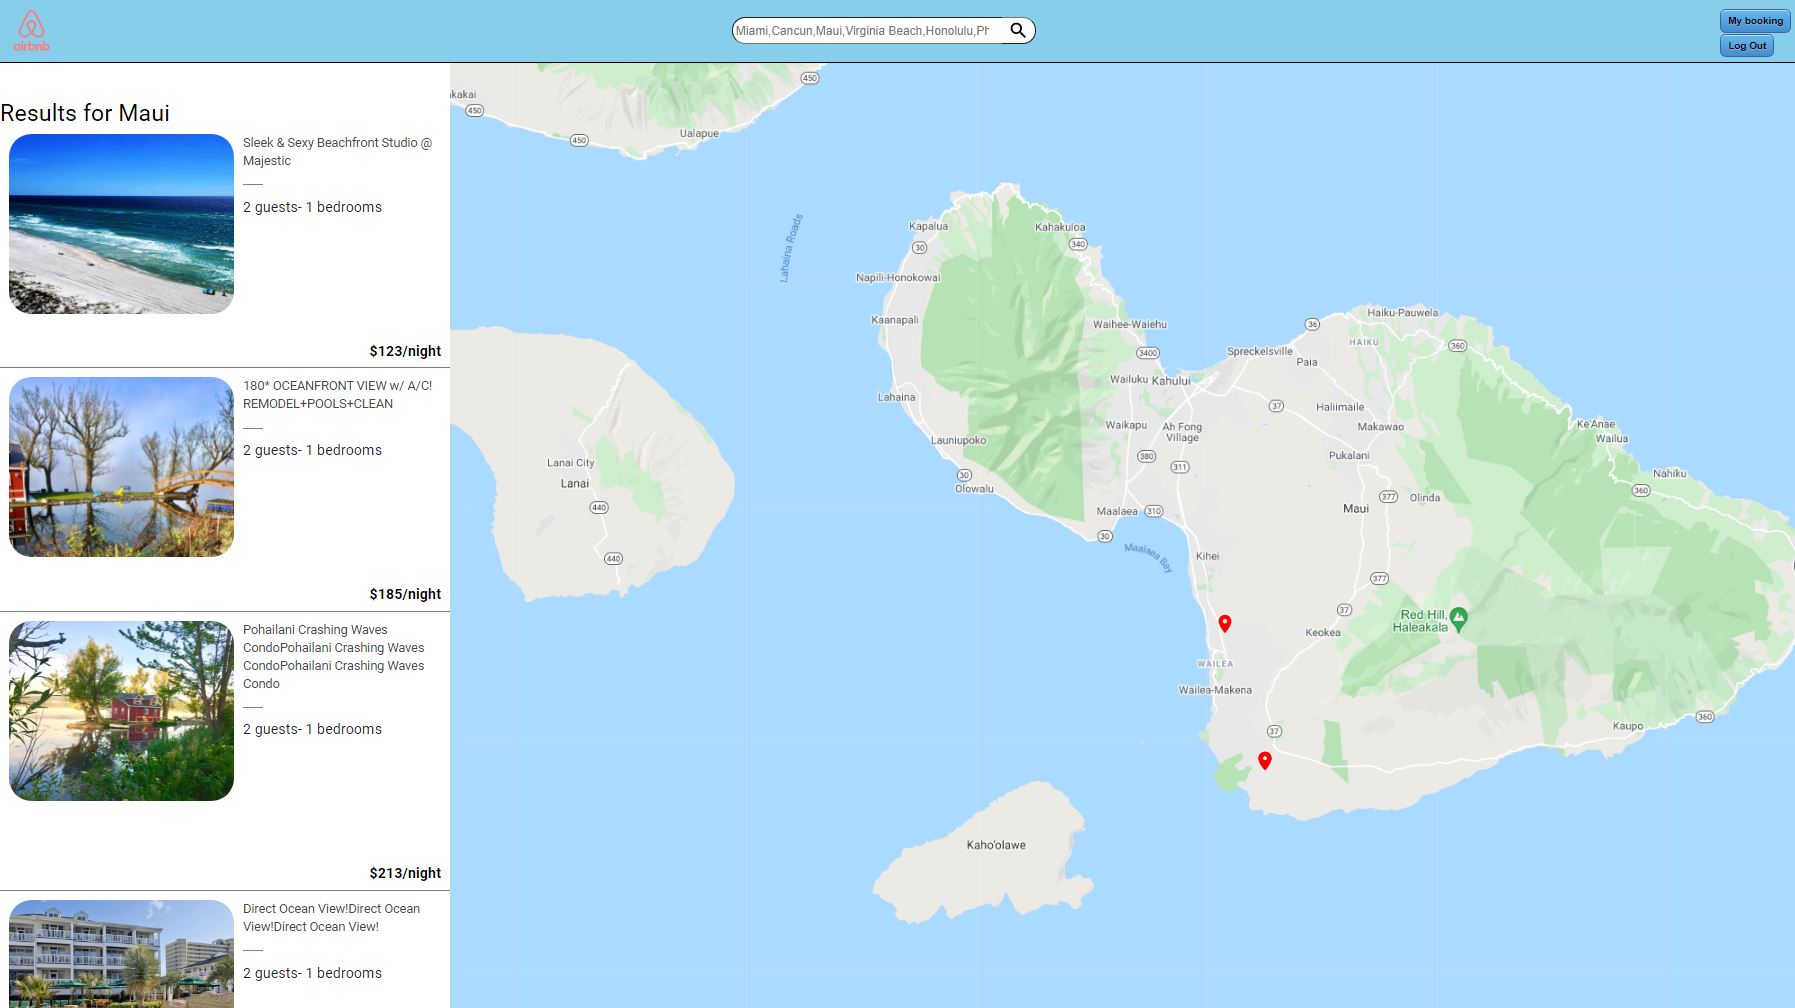 airbnb
Miami,Cancun,Maui,Virginia Beach,Honolulu,Ph
My booking
Log Out
Results for Maui
Sleek & Sexy Beachfront Studio @
Majestic
2 guests- 1 bedrooms
$123/night
180* OCEANFRONT VIEW w/ A/C!
REMODEL+POOLS+CLEAN
2 guests- 1 bedrooms
$185/night
Pohailani Crashing Waves
CondoPohailani Crashing Waves
CondoPohailani Crashing Waves
Condo
2 guests- 1 bedrooms
$213/night
Direct Ocean View!Direct Ocean
View!Direct Ocean View!
2 guests- 1 bedrooms
450
nkakai
450
Ualapue
450
Lahaina Roads
Kapalua
Kahakuloa
30
340
Napili-Honokowai
Kaanapali
Waihee-Waiehu
36
Haiku-Pauwela
HAIKU
360
3400
Spreckelsville
Paia
Wailuku
Kahului
Lahaina
37
Haliimaile
Waikapu
Ah Fong
Village
Makawao
Ke'Anae
Wailua
Launiupoko
380
311
Pukalani
30
Olowalu
Nahiku
360
377
Olinda
Lanai City
Lanai
440
Maalaea
310
Maui
30
Maalaea Bay
Kihei
440
377
37
Red Hill,
Haleakala
Keokea
WAILEA
Wailea-Makena
360
Kaupo
37
Kaho'olawe